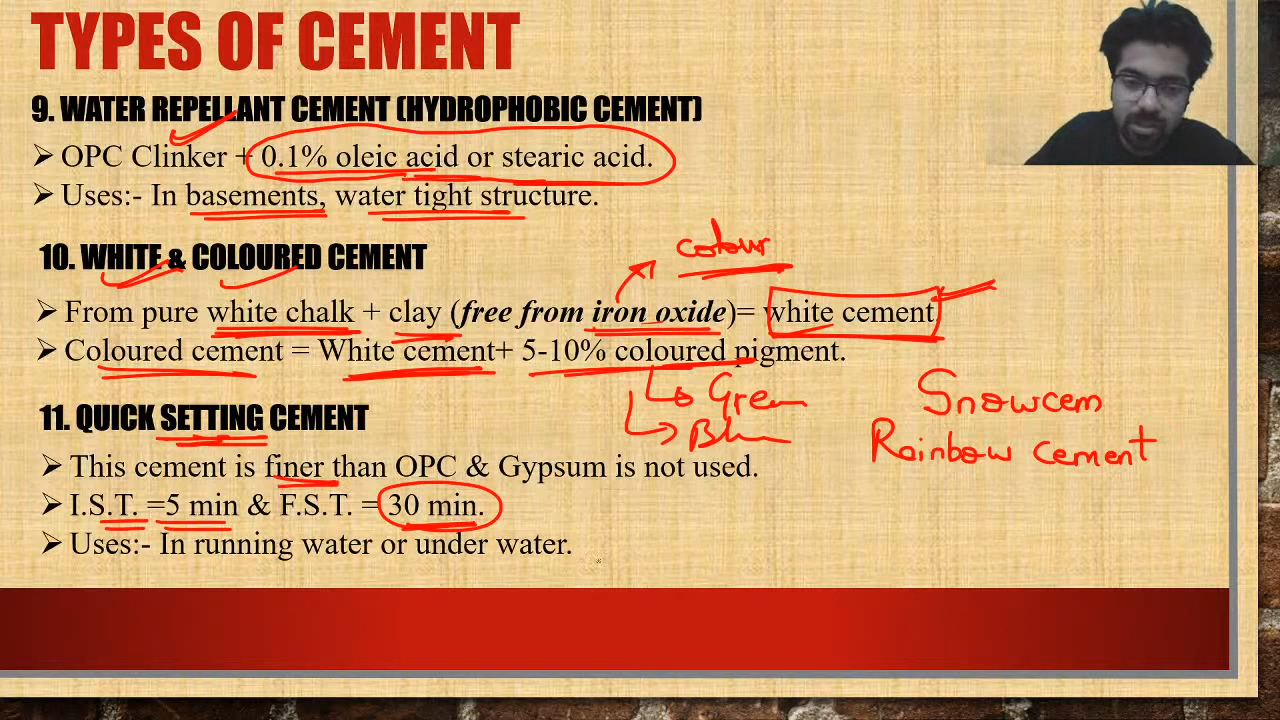 TYPES OF CEMENT
9. WATER REPELLANT CEMENT (HYDROPHOBIC CEMENT)
➢ OPC Clinker + 0.1% oleic acid or stearic acid.
➢ Uses:- In basements, water tight structure.
colour
10. WHITE & COLOURED CEMENT
➢ From pure white chalk + clay (free from iron oxide)= white cement
➢ Coloured cement = White cement+ 5-10% coloured pigment.
Green
Snowcem
11. QUICK SETTING CEMENT
Blue
Rainbow cement
➢ This cement is finer than OPC & Gypsum is not used.
➢ I.S.T. =5 min & F.S.T. = 30 min.
➢ Uses:- In running water or under water.